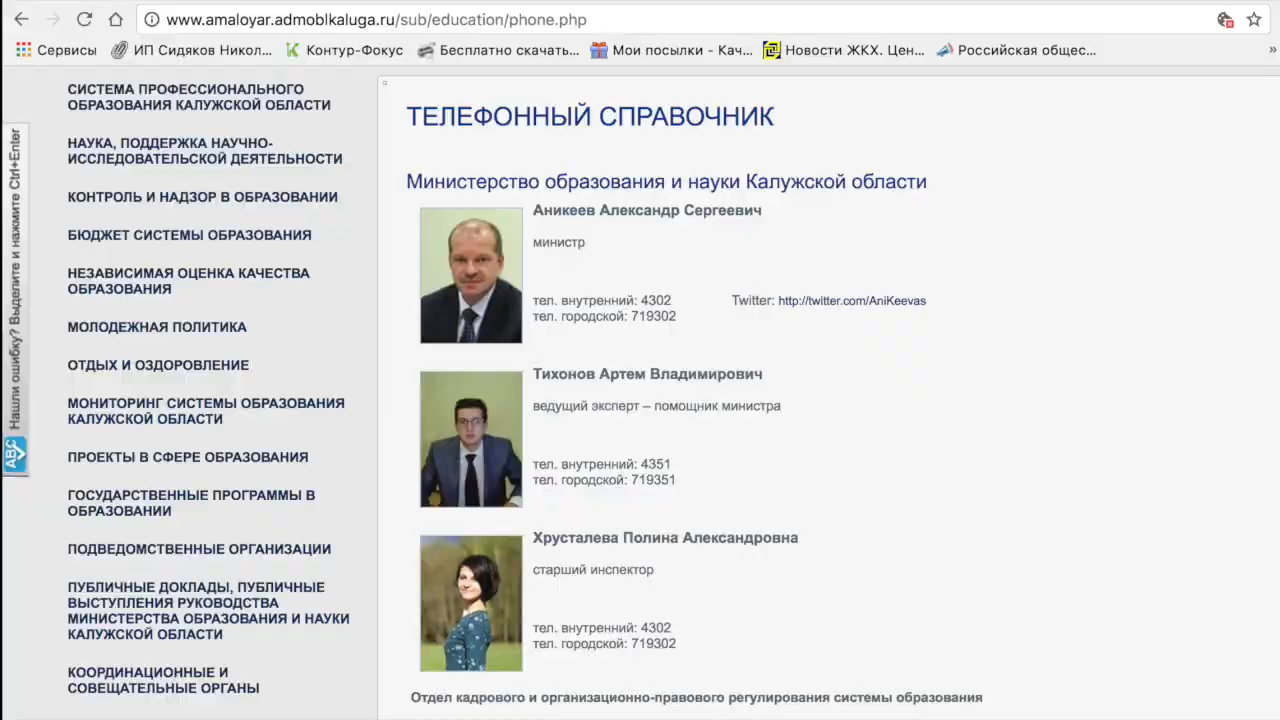 www.amaloyar.admoblkaluga.ru/sub/education/phone.php
Сервисы
ИП Сидяков Никол...
Контур-Фокус
Бесплатно скачать...
Мои посылки - Кач...
Новости ЖКХ. Цен...
Российская общес...
»
Нашли ошибку? Выделите и нажмите Ctrl+Enter
ABC
СИСТЕМА ПРОФЕССИОНАЛЬНОГО
ОБРАЗОВАНИЯ КАЛУЖСКОЙ ОБЛАСТИ
НАУКА, ПОДДЕРЖКА НАУЧНО-
ИССЛЕДОВАТЕЛЬСКОЙ ДЕЯТЕЛЬНОСТИ
КОНТРОЛЬ И НАДЗОР В ОБРАЗОВАНИИ
БЮДЖЕТ СИСТЕМЫ ОБРАЗОВАНИЯ
НЕЗАВИСИМАЯ ОЦЕНКА КАЧЕСТВА
ОБРАЗОВАНИЯ
МОЛОДЕЖНАЯ ПОЛИТИКА
ОТДЫХ И ОЗДОРОВЛЕНИЕ
МОНИТОРИНГ СИСТЕМЫ ОБРАЗОВАНИЯ
КАЛУЖСКОЙ ОБЛАСТИ
ПРОЕКТЫ В СФЕРЕ ОБРАЗОВАНИЯ
ГОСУДАРСТВЕННЫЕ ПРОГРАММЫ В
ОБРАЗОВАНИИ
ПОДВЕДОМСТВЕННЫЕ ОРГАНИЗАЦИИ
ПУБЛИЧНЫЕ ДОКЛАДЫ, ПУБЛИЧНЫЕ
ВЫСТУПЛЕНИЯ РУКОВОДСТВА
МИНИСТЕРСТВА ОБРАЗОВАНИЯ И НАУКИ
КАЛУЖСКОЙ ОБЛАСТИ
КООРДИНАЦИОННЫЕ И
СОВЕЩАТЕЛЬНЫЕ ОРГАНЫ
ТЕЛЕФОННЫЙ СПРАВОЧНИК
Министерство образования и науки Калужской области
Аникеев Александр Сергеевич
министр
тел. внутренний: 4302
тел. городской: 719302
Twitter: http://twitter.com/AniKeevas
Тихонов Артем Владимирович
ведущий эксперт – помощник министра
тел. внутренний: 4351
тел. городской: 719351
Хрусталева Полина Александровна
старший инспектор
тел. внутренний: 4302
тел. городской: 719302
Отдел кадрового и организационно-правового регулирования системы образования